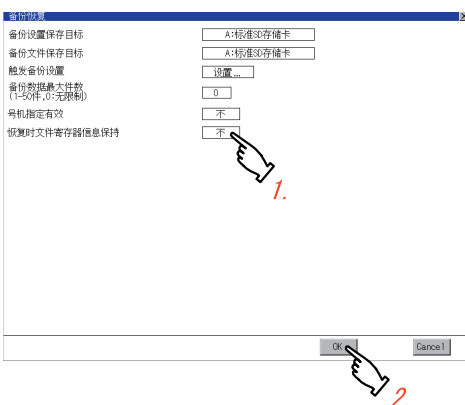 备份恢复
备份设置保存目标 A:标准SD存储卡
备份文件保存目标 A:标准SD存储卡
触发备份设置 设置...
备份数据最大件数
(1-50件,0:无限制) 0
号机指定有效 不
恢复时文件寄存器信息保持 不
1.
OK Cancel
2